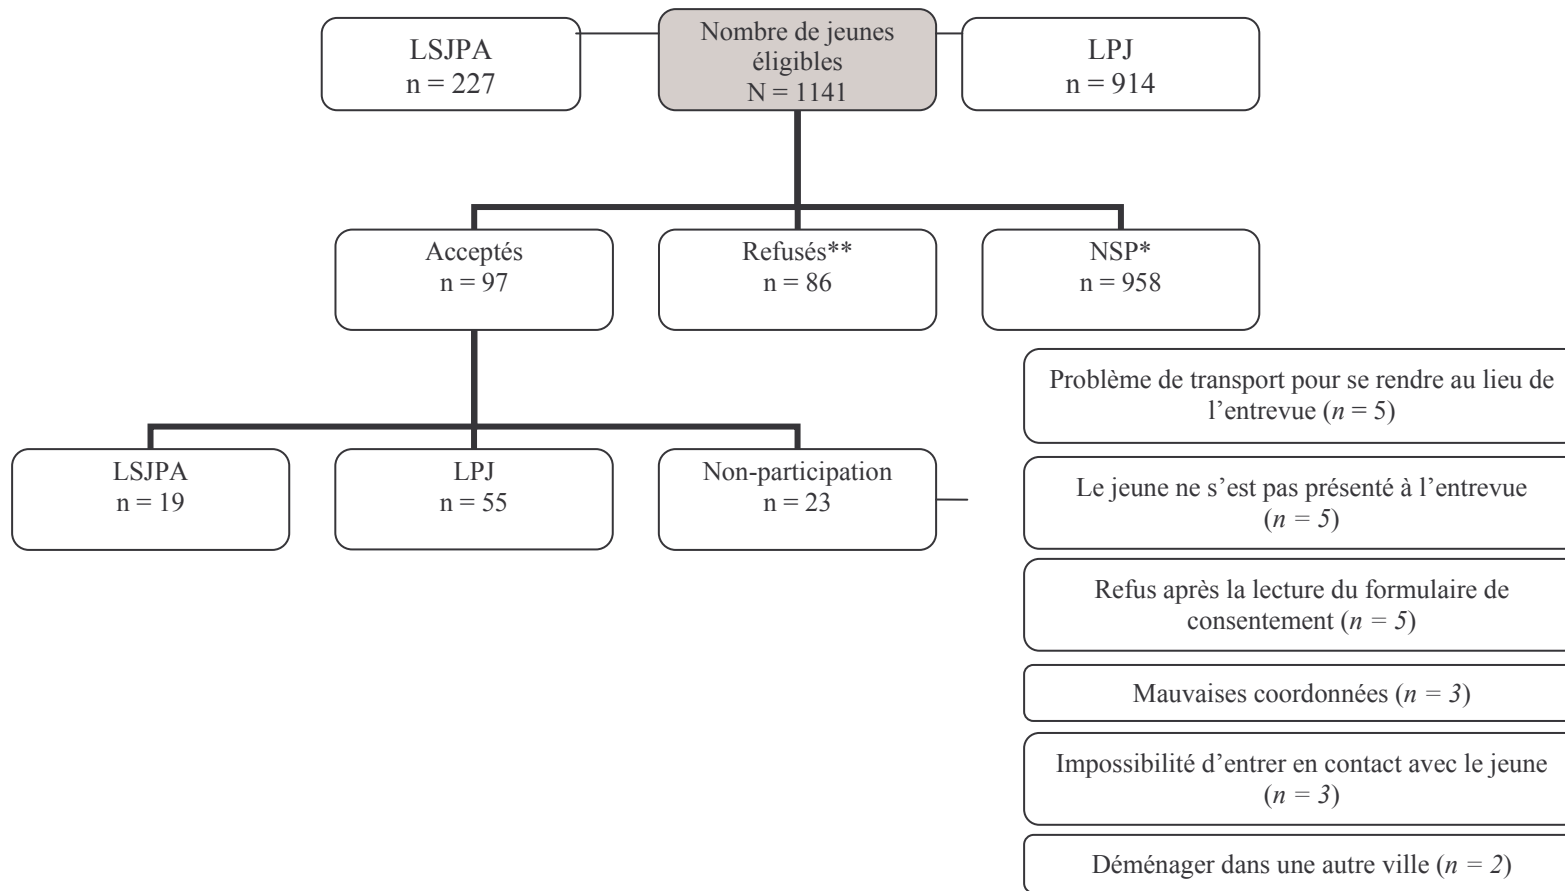 LSJPA
n = 227
Nombre de jeunes
éligibles
N = 1141
LPJ
n = 914
Acceptés
n = 97
Refusés**
n = 86
NSP*
n = 958
LSJPA
n = 19
LPJ
n = 55
Non-participation
n = 23
Problème de transport pour se rendre au lieu de
l’entrevue (n = 5)
Le jeune ne s’est pas présenté à l’entrevue
(n = 5)
Refus après la lecture du formulaire de
consentement (n = 5)
Mauvaises coordonnées (n = 3)
Impossibilité d’entrer en contact avec le jeune
(n = 3)
Déménager dans une autre ville (n = 2)